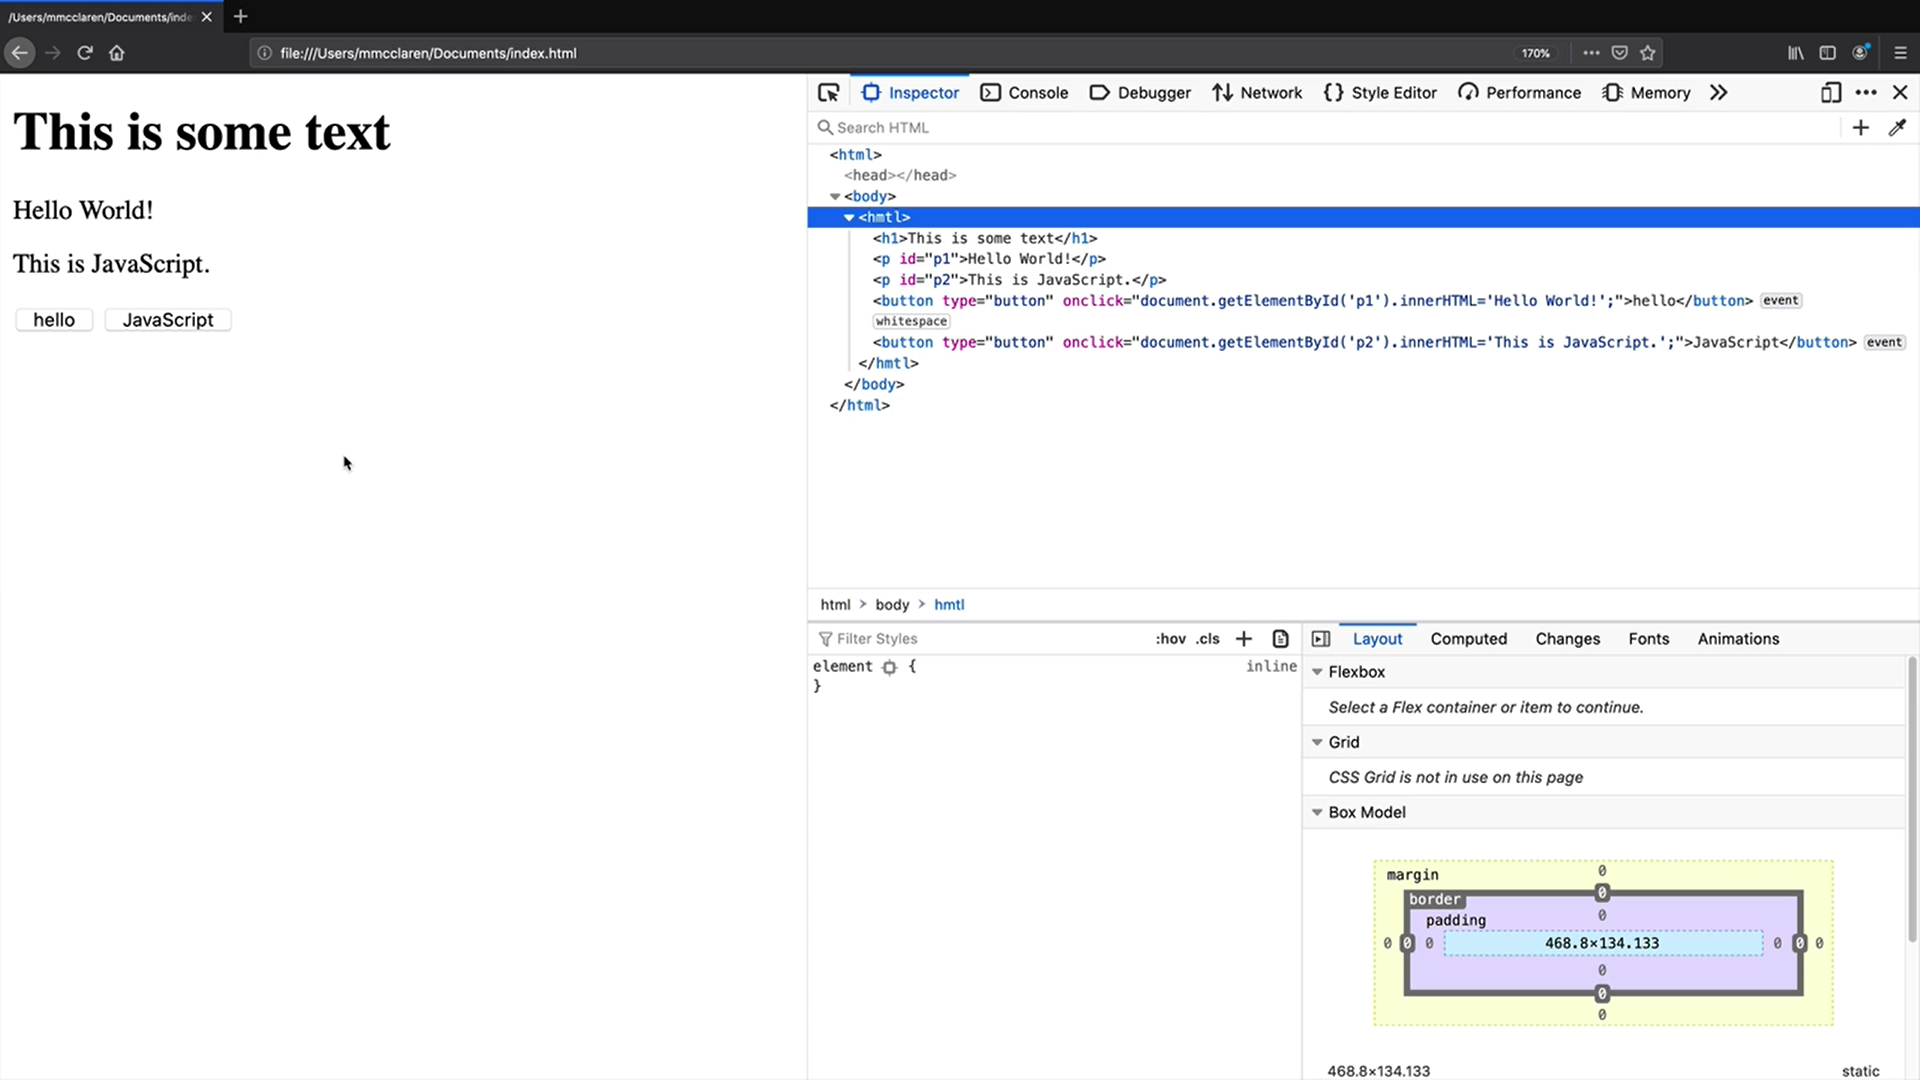 /Users/mmcclaren/Documents/inde
file:///Users/mmcclaren/Documents/index.html
170%
This is some text
Hello World!
This is JavaScript.
hello JavaScript
Inspector Console Debugger Network Style Editor Performance Memory
Search HTML
<html>
<head></head>
<body>
<hmtl>
<h1>This is some text</h1>
<p id="p1">Hello World!</p>
<p id="p2">This is JavaScript.</p>
<button type="button" onclick="document.getElementById('p1').innerHTML='Hello World!';">hello</button> event
whitespace
<button type="button" onclick="document.getElementById('p2').innerHTML='This is JavaScript.';">JavaScript</button> event
</hmtl>
</body>
</html>
html > body > hmtl
Filter Styles :hov .cls +
element { inline
}
Layout Computed Changes Fonts Animations
Flexbox
Select a Flex container or item to continue.
Grid
CSS Grid is not in use on this page
Box Model
margin 0
border 0
padding 0
0 0 0 468.8×134.133 0 0 0
0
0
0
468.8×134.133 static